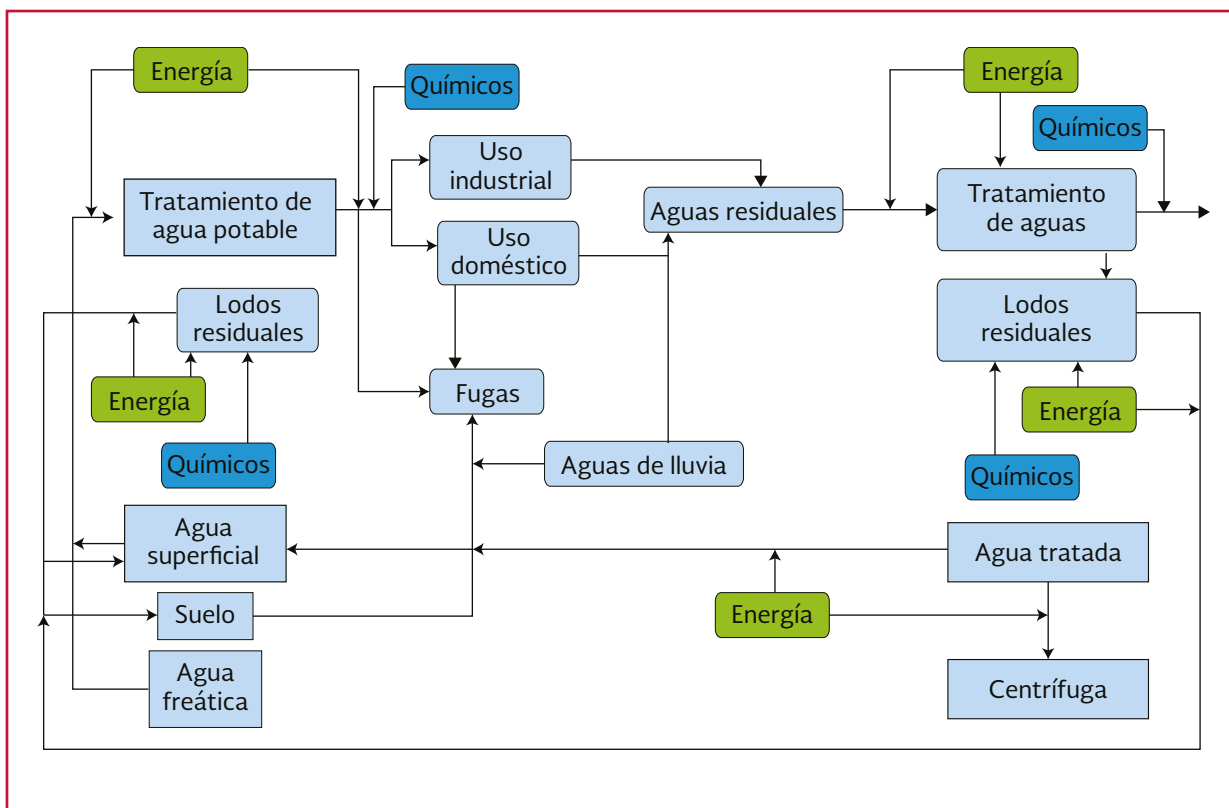 Energía
Químicos
Energía
Químicos
Uso
industrial
Tratamiento de
agua potable
Aguas residuales
Tratamiento
de aguas
Uso
doméstico
Lodos
residuales
Lodos
residuales
Energía
Fugas
Energía
Químicos
Aguas de lluvia
Químicos
Agua
superficial
Agua tratada
Suelo
Energía
Agua
freática
Centrífuga